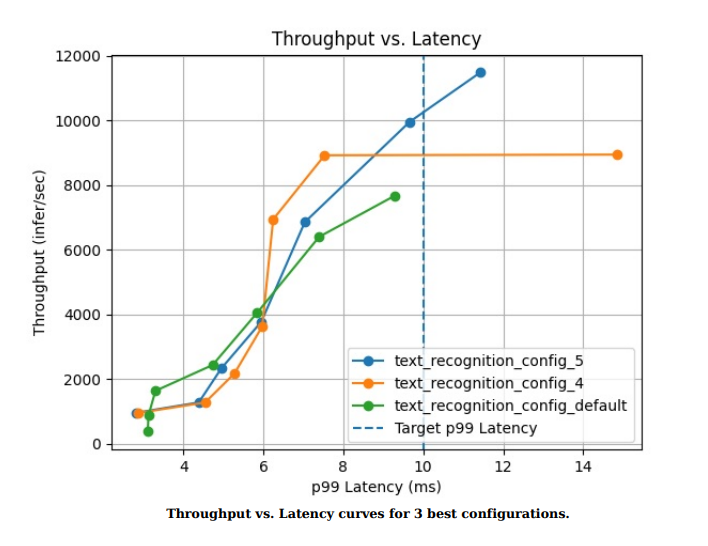 Throughput vs. Latency
12000
10000
8000
6000
4000
2000
0
Throughput (infer/sec)
text_recognition_config_5
text_recognition_config_4
text_recognition_config_default
Target p99 Latency
4 6 8 10 12 14
p99 Latency (ms)
Throughput vs. Latency curves for 3 best configurations.